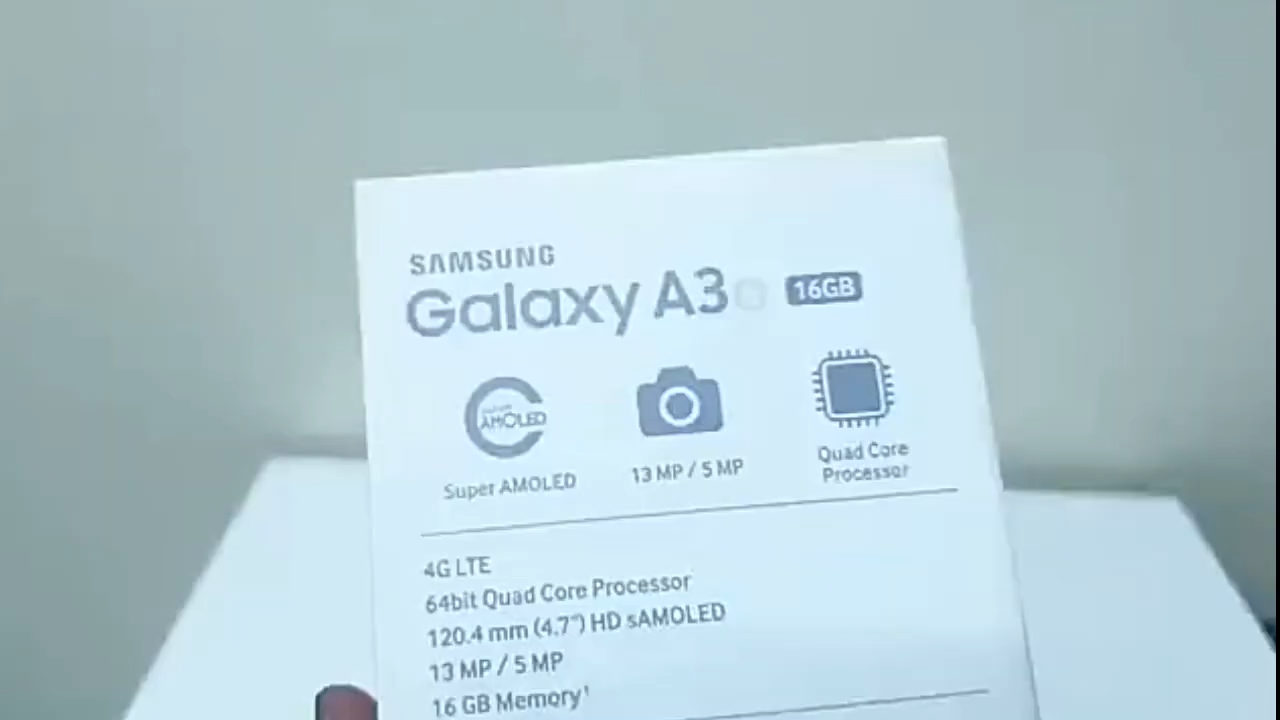 SAMSUNG
Galaxy A3 16GB
AMOLED
Super AMOLED
13 MP / 5 MP
Quad Core
Processor
4G LTE
64bit Quad Core Processor
120.4 mm (4.7") HD sAMOLED
13 MP / 5 MP
16 GB Memory¹